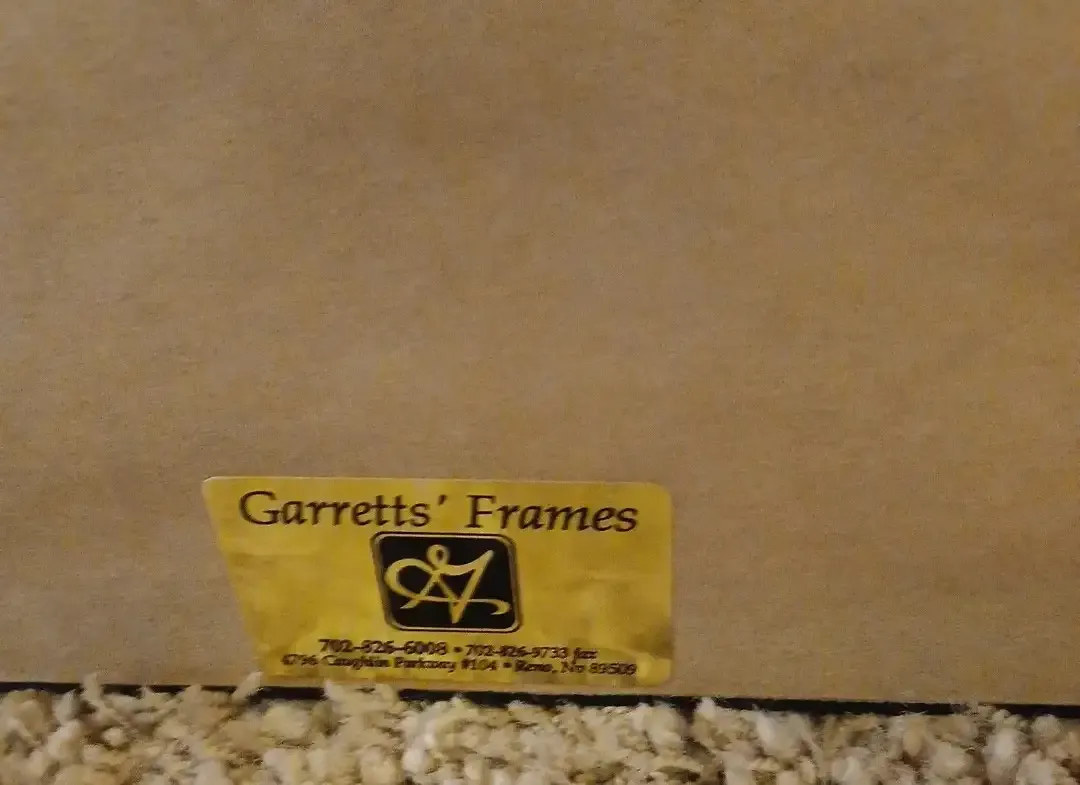 Garretts' Frames
702-826-6008 • 702-826-9733 fax
4796 Caughlin Parkway #104 • Reno, Nv 89509